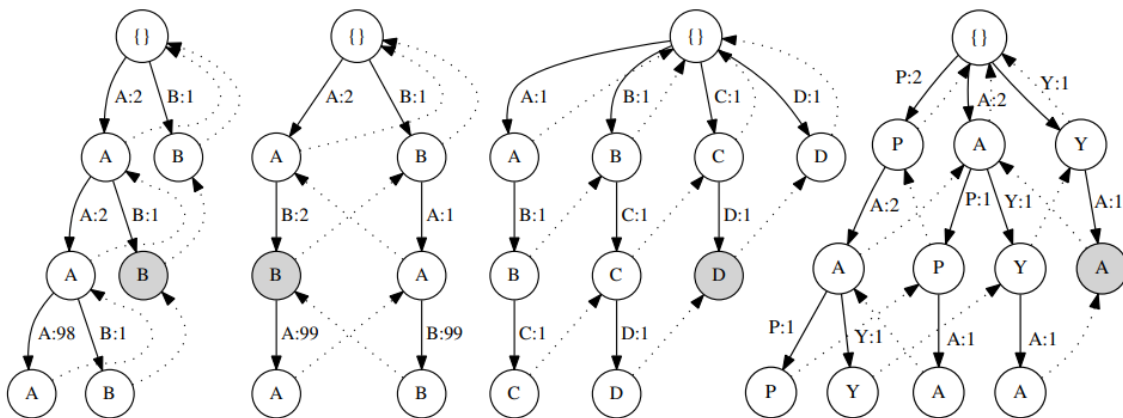 {} {} {} {}
A:2 B:1 A:2 B:1 A:1 B:1 C:1 D:1 P:2 A:2 Y:1
A B A B A B C D P A Y
A:2 B:1 B:2 A:1 B:1 C:1 D:1 A:2 P:1 Y:1 A:1
A B B A B C D A P Y A
A:98 B:1 A:99 B:99 C:1 D:1 P:1 Y:1 A:1 A:1
A B A B C D P Y A A